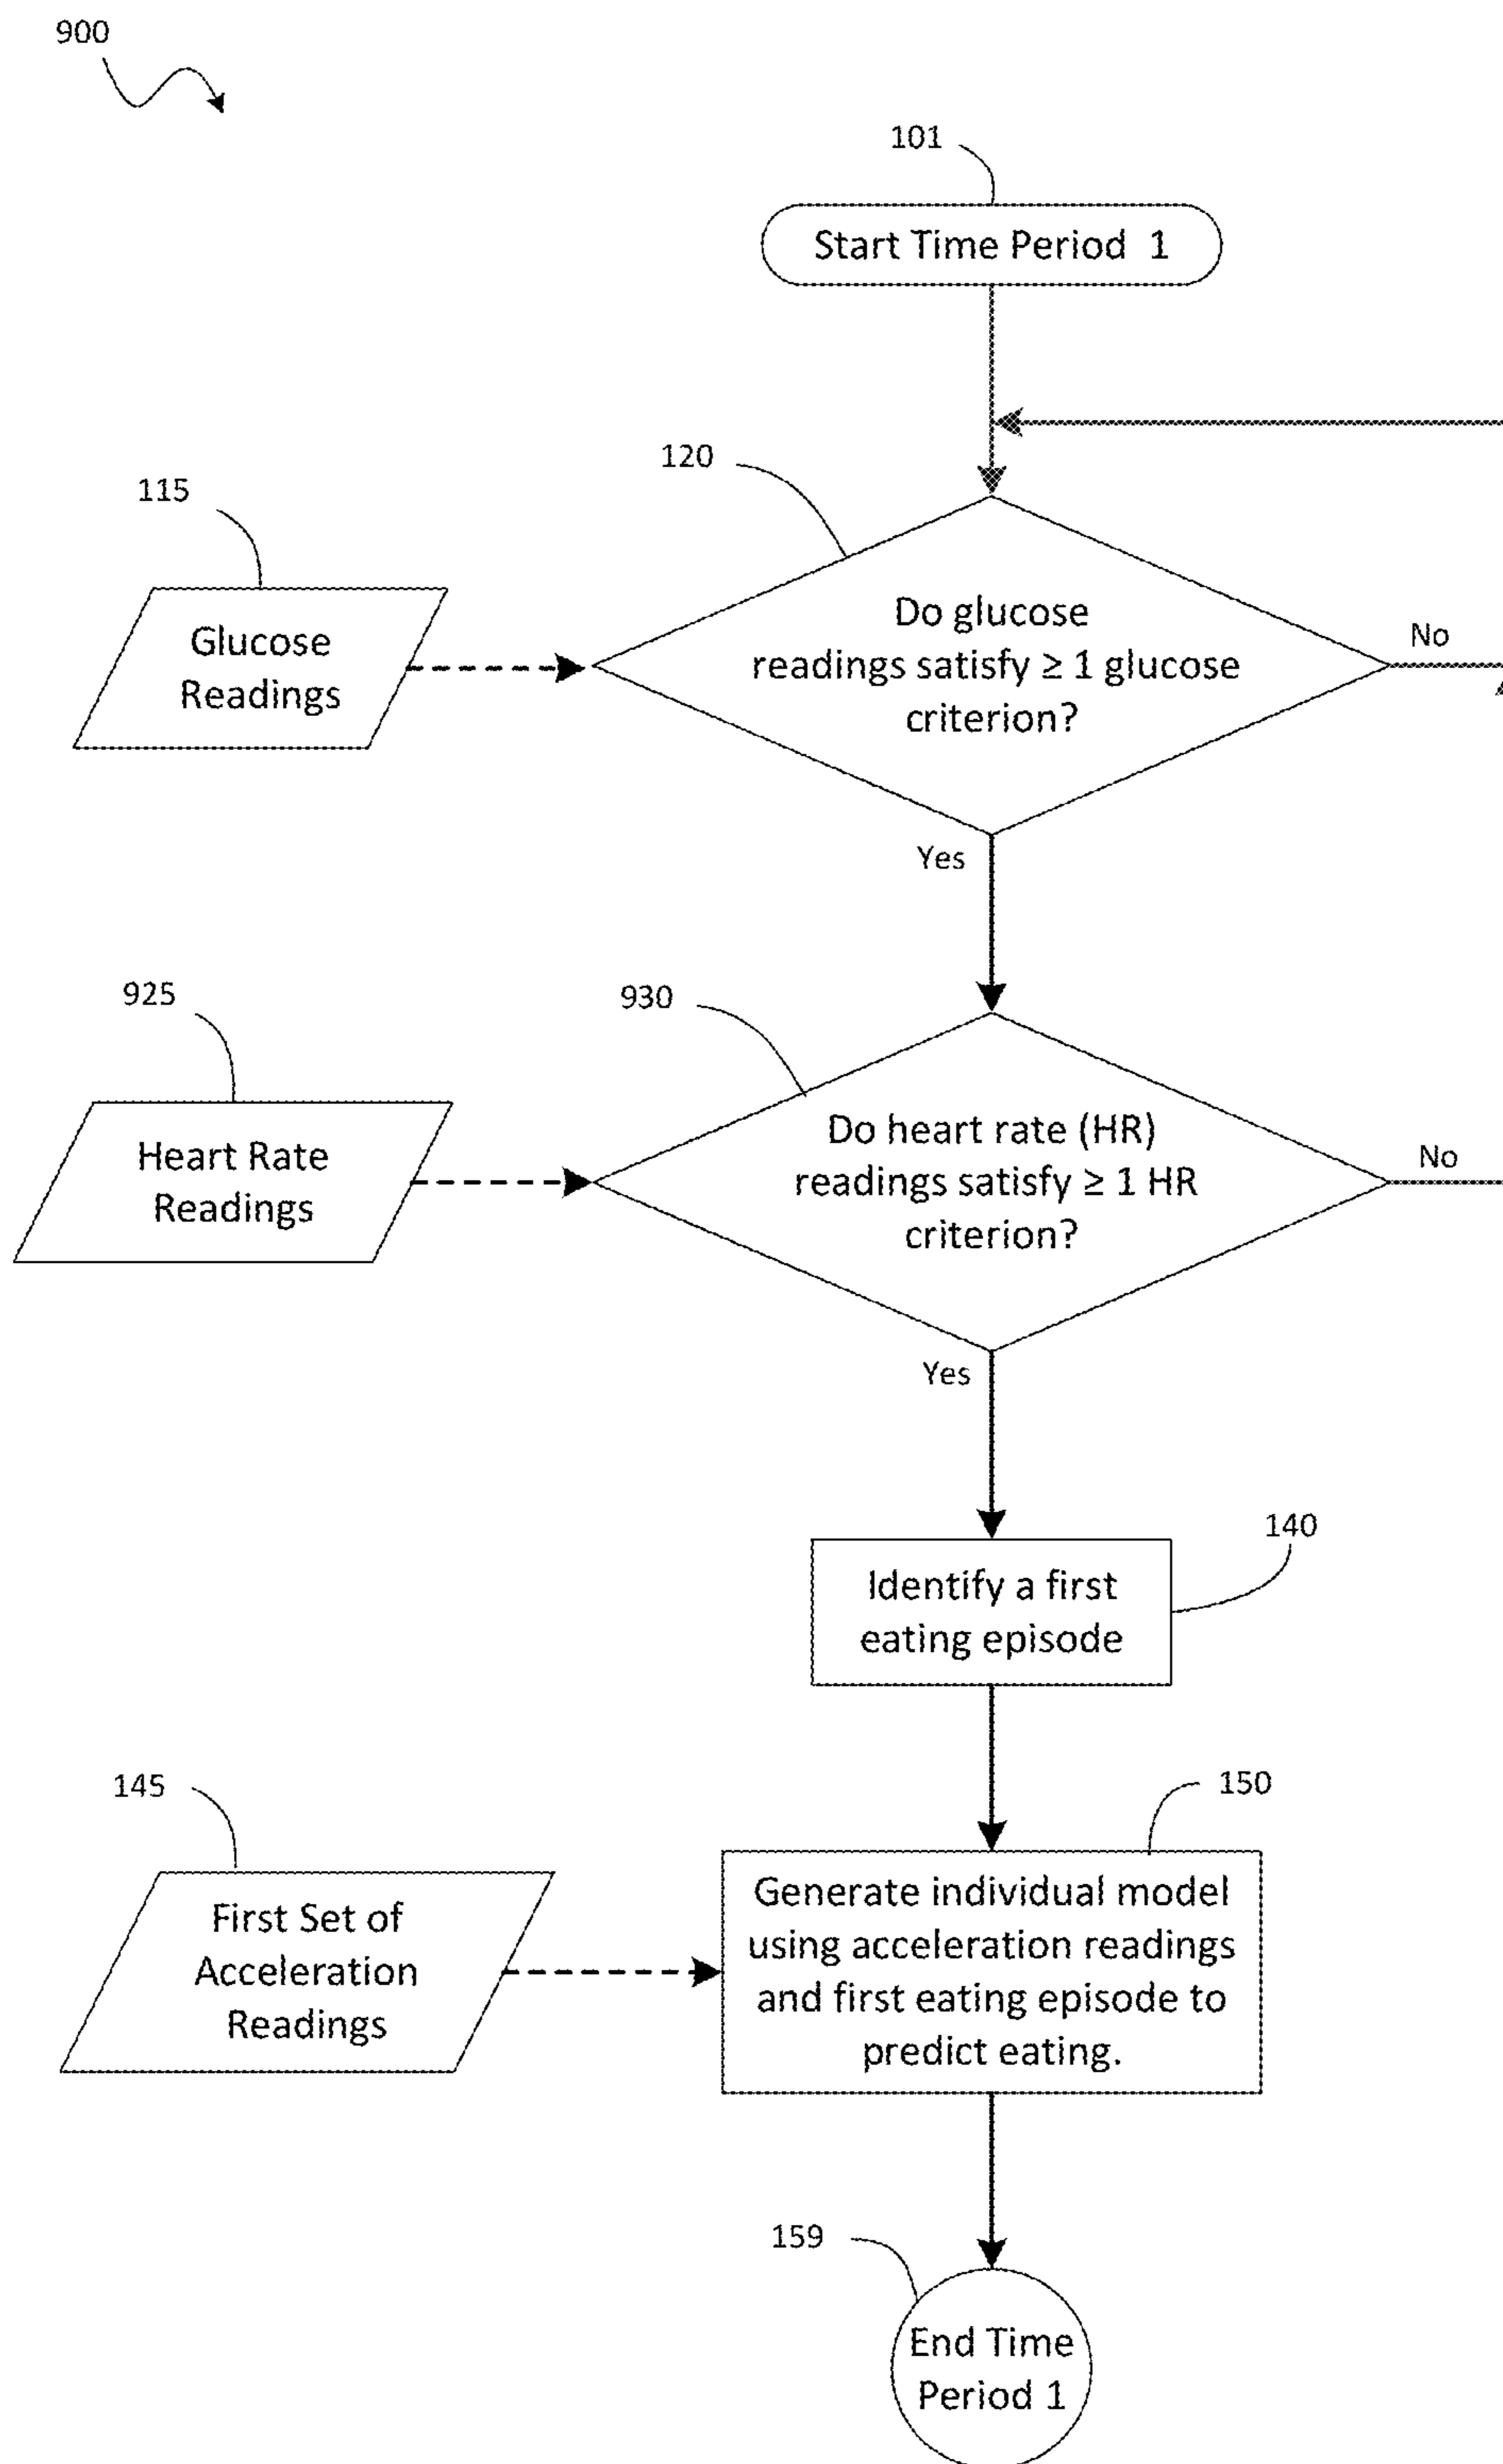 900
101
Start Time Period 1
120
115
Do glucose
readings satisfy ≥ 1 glucose
criterion?
No
Glucose
Readings
Yes
925
930
Do heart rate (HR)
readings satisfy ≥ 1 HR
criterion?
No
Heart Rate
Readings
Yes
140
Identify a first
eating episode
145
150
First Set of
Acceleration
Readings
Generate individual model
using acceleration readings
and first eating episode to
predict eating.
159
End Time
Period 1